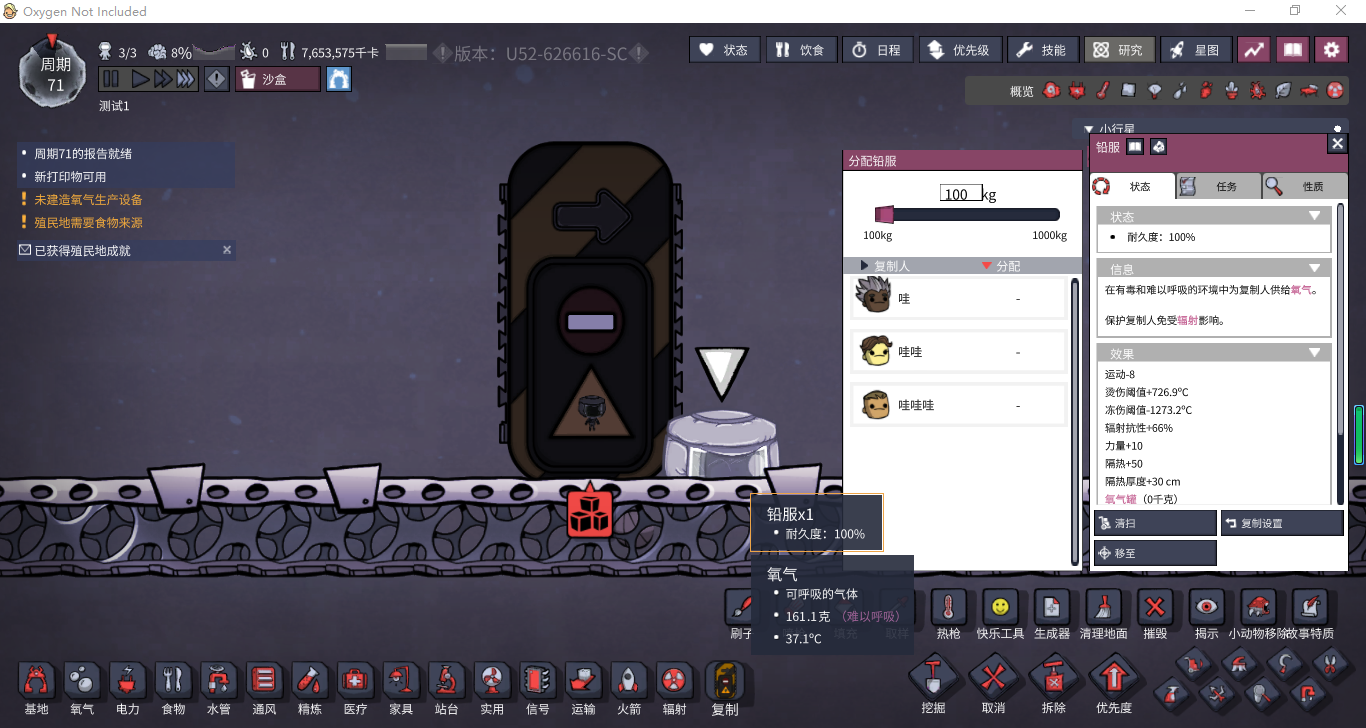 Oxygen Not Included
周期
71
3/3
8%
0
7,653,575千卡
版本：U52-626616-SC
沙盒
测试1
状态
饮食
日程
优先级
技能
研究
星图
概览
小行星
周期71的报告就绪
新打印物可用
未建造氧气生产设备
殖民地需要食物来源
已获得殖民地成就
分配铅服
100 kg
100kg
1000kg
复制人
分配
哇
-
哇哇
-
哇哇哇
-
铅服
状态
任务
性质
状态
耐久度：100%
信息
在有毒和难以呼吸的环境中为复制人供给氧气。
保护复制人免受辐射影响。
效果
运动-8
烫伤阈值+726.9ºC
冻伤阈值-1273.2ºC
辐射抗性+66%
力量+10
隔热+50
隔热厚度+30 cm
氧气罐（0千克）
清扫
复制设置
移至
铅服x1
耐久度：100%
氧气
可呼吸的气体
161.1克（难以呼吸）
37.1ºC
刷子
填充
取样
热枪
快乐工具
生成器
清理地面
摧毁
揭示
小动物移除
故事特质
基地
氧气
电力
食物
水管
通风
精炼
医疗
家具
站台
实用
信号
运输
火箭
辐射
复制
挖掘
取消
拆除
优先度